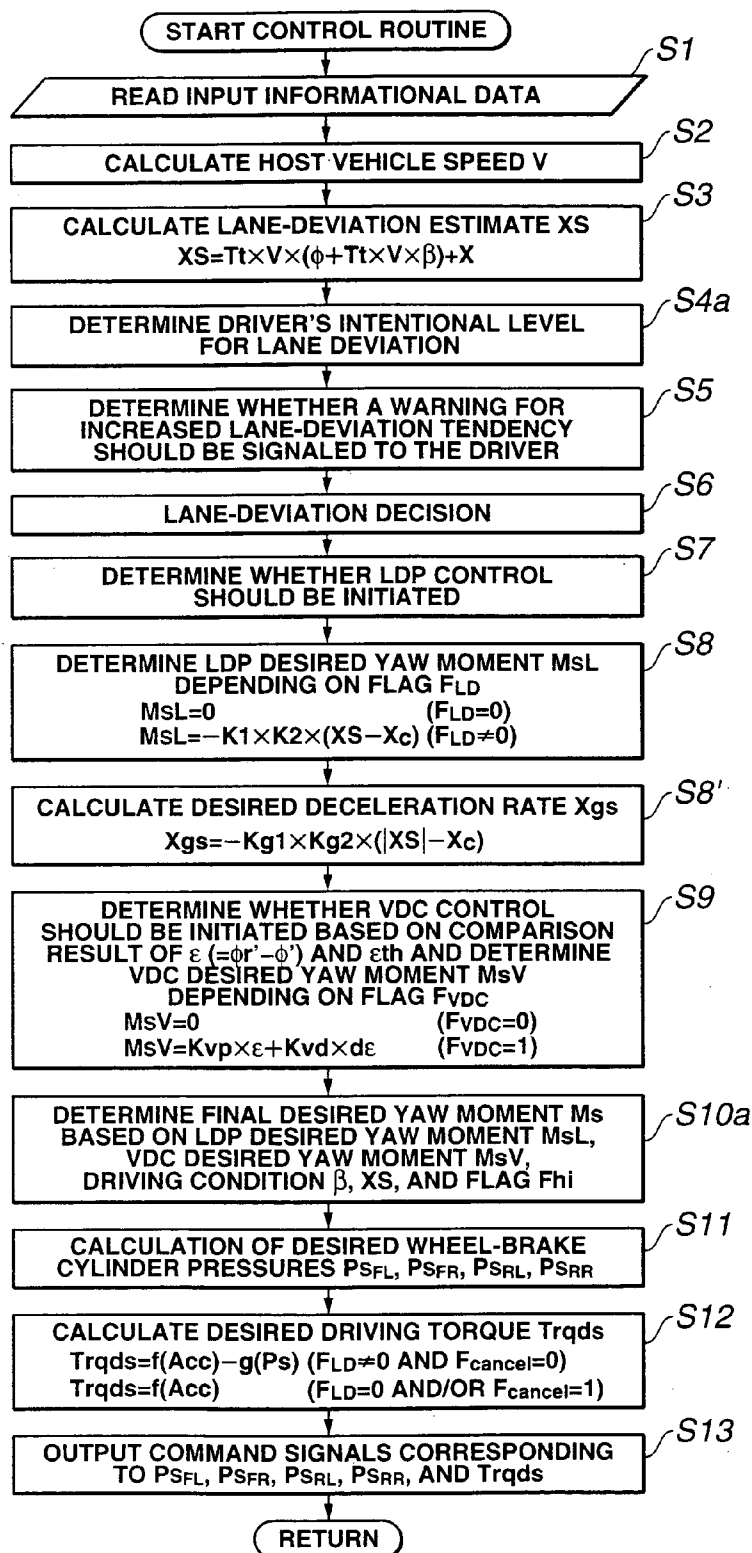 START CONTROL ROUTINE
S1
READ INPUT INFORMATIONAL DATA
S2
CALCULATE HOST VEHICLE SPEED V
S3
CALCULATE LANE-DEVIATION ESTIMATE XS
XS=Tt×V×(φ+Tt×V×β)+X
S4a
DETERMINE DRIVER'S INTENTIONAL LEVEL
FOR LANE DEVIATION
S5
DETERMINE WHETHER A WARNING FOR
INCREASED LANE-DEVIATION TENDENCY
SHOULD BE SIGNALED TO THE DRIVER
S6
LANE-DEVIATION DECISION
S7
DETERMINE WHETHER LDP CONTROL
SHOULD BE INITIATED
S8
DETERMINE LDP DESIRED YAW MOMENT MsL
DEPENDING ON FLAG FLD
MsL=0 (FLD=0)
MsL=−K1×K2×(XS−Xc) (FLD≠0)
S8'
CALCULATE DESIRED DECELERATION RATE Xgs
Xgs=−Kg1×Kg2×(|XS|−Xc)
S9
DETERMINE WHETHER VDC CONTROL
SHOULD BE INITIATED BASED ON COMPARISON
RESULT OF ε (=φr'−φ') AND εth AND DETERMINE
VDC DESIRED YAW MOMENT MsV
DEPENDING ON FLAG FVDC
MsV=0 (FVDC=0)
MsV=Kvp×ε+Kvd×dε (FVDC=1)
S10a
DETERMINE FINAL DESIRED YAW MOMENT Ms
BASED ON LDP DESIRED YAW MOMENT MsL,
VDC DESIRED YAW MOMENT MsV,
DRIVING CONDITION β, XS, AND FLAG Fhi
S11
CALCULATION OF DESIRED WHEEL-BRAKE
CYLINDER PRESSURES PSFL, PSFR, PSRL, PSRR
S12
CALCULATE DESIRED DRIVING TORQUE Trqds
Trqds=f(Acc)−g(Ps) (FLD≠0 AND Fcancel=0)
Trqds=f(Acc) (FLD=0 AND/OR Fcancel=1)
S13
OUTPUT COMMAND SIGNALS CORRESPONDING
TO PSFL, PSFR, PSRL, PSRR, AND Trqds
RETURN